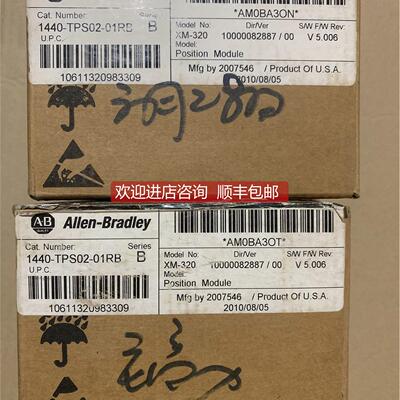 Cat. Number: Series
1440-TPS02-01RB B
U.P.C.
10611320983309
*AM0BA3ON*
Model No: Dir/Ver S/W F/W Rev:
XM-320 10000082887 / 00 V 5.006
Position Module
Mfg by 2007546 / Product Of U.S.A.
2010/08/05
欢迎进店咨询 顺丰包邮
AB Allen-Bradley
Cat. Number: Series
1440-TPS02-01RB B
U.P.C.
10611320983309
*AM0BA3OT*
Model No: Dir/Ver S/W F/W Rev:
XM-320 10000082887 / 00 V 5.006
Position Module
Mfg by 2007546 / Product Of U.S.A.
2010/08/05